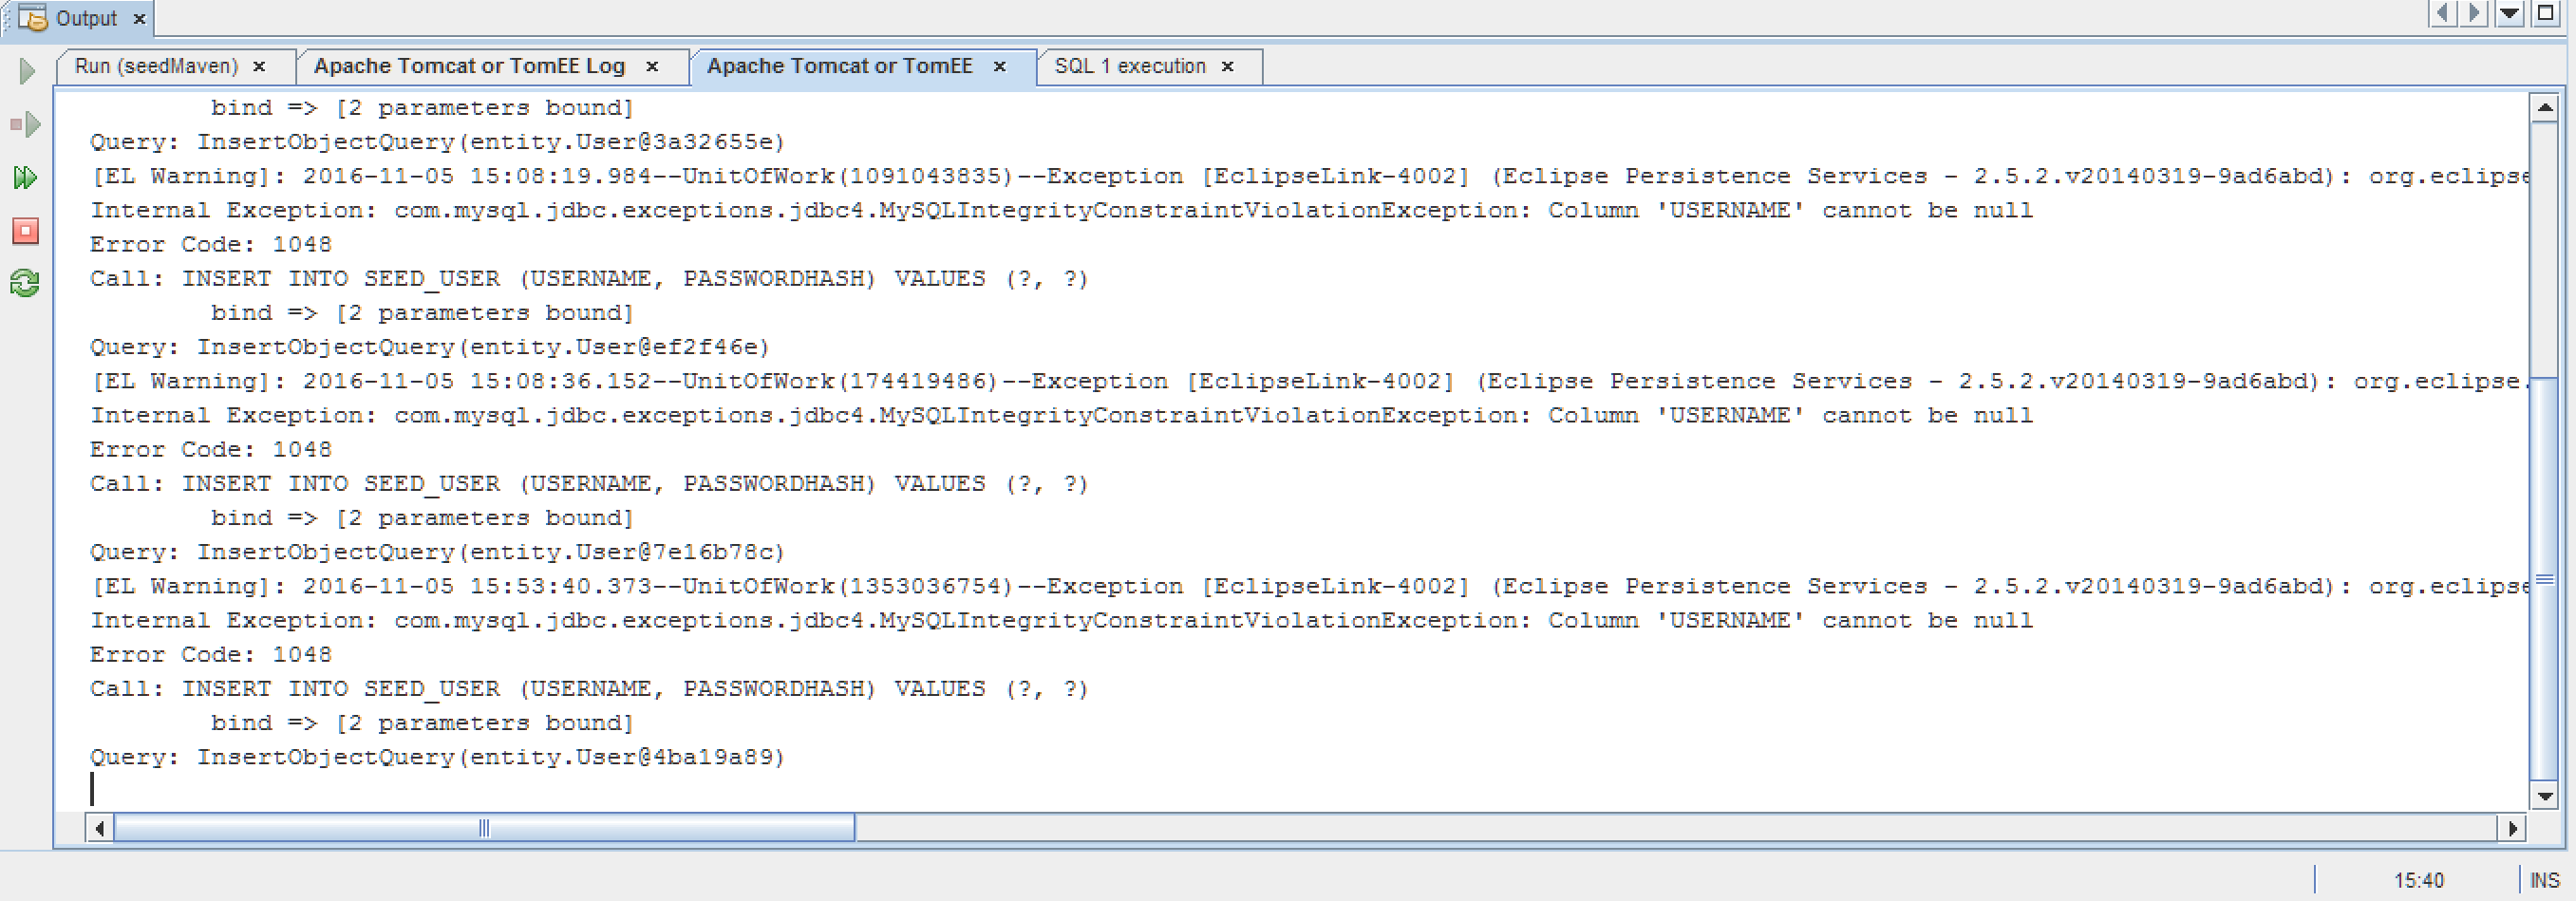 Output
Run (seedMaven) Apache Tomcat or TomEE Log Apache Tomcat or TomEE SQL 1 execution
bind => [2 parameters bound]
Query: InsertObjectQuery(entity.User@3a32655e)
[EL Warning]: 2016-11-05 15:08:19.984--UnitOfWork(1091043835)--Exception [EclipseLink-4002] (Eclipse Persistence Services - 2.5.2.v20140319-9ad6abd): org.eclipse
Internal Exception: com.mysql.jdbc.exceptions.jdbc4.MySQLIntegrityConstraintViolationException: Column 'USERNAME' cannot be null
Error Code: 1048
Call: INSERT INTO SEED_USER (USERNAME, PASSWORDHASH) VALUES (?, ?)
bind => [2 parameters bound]
Query: InsertObjectQuery(entity.User@ef2f46e)
[EL Warning]: 2016-11-05 15:08:36.152--UnitOfWork(174419486)--Exception [EclipseLink-4002] (Eclipse Persistence Services - 2.5.2.v20140319-9ad6abd): org.eclipse.
Internal Exception: com.mysql.jdbc.exceptions.jdbc4.MySQLIntegrityConstraintViolationException: Column 'USERNAME' cannot be null
Error Code: 1048
Call: INSERT INTO SEED_USER (USERNAME, PASSWORDHASH) VALUES (?, ?)
bind => [2 parameters bound]
Query: InsertObjectQuery(entity.User@7e16b78c)
[EL Warning]: 2016-11-05 15:53:40.373--UnitOfWork(1353036754)--Exception [EclipseLink-4002] (Eclipse Persistence Services - 2.5.2.v20140319-9ad6abd): org.eclipse
Internal Exception: com.mysql.jdbc.exceptions.jdbc4.MySQLIntegrityConstraintViolationException: Column 'USERNAME' cannot be null
Error Code: 1048
Call: INSERT INTO SEED_USER (USERNAME, PASSWORDHASH) VALUES (?, ?)
bind => [2 parameters bound]
Query: InsertObjectQuery(entity.User@4ba19a89)
15:40 INS